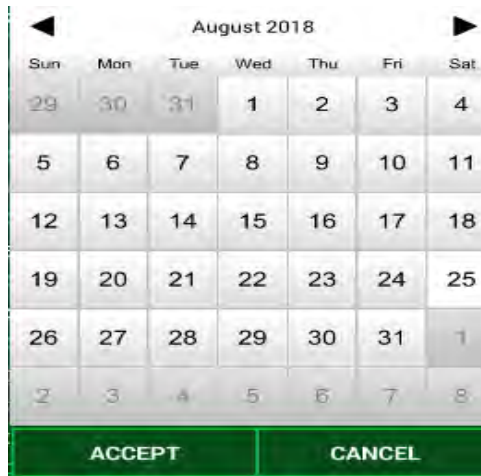 August 2018
Sun Mon Tue Wed Thu Fri Sat
29 30 31 1 2 3 4
5 6 7 8 9 10 11
12 13 14 15 16 17 18
19 20 21 22 23 24 25
26 27 28 29 30 31 1
2 3 4 5 6 7 8
ACCEPT CANCEL